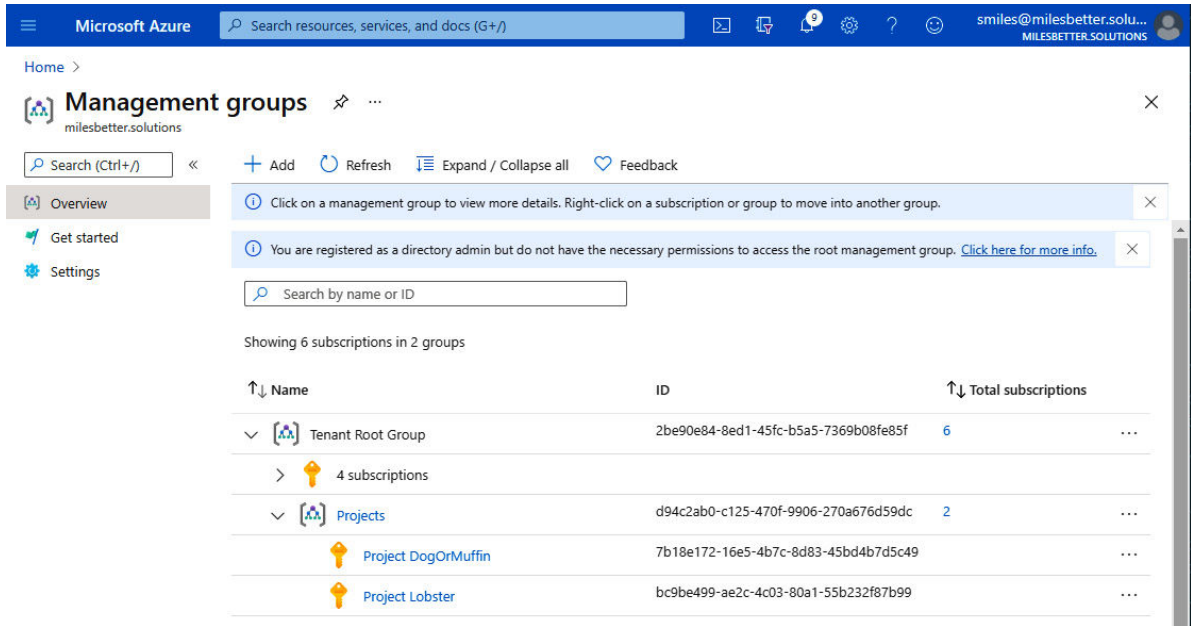 Microsoft Azure
Search resources, services, and docs (G+/)
9
smiles@milesbetter.solu...
MILESBETTER.SOLUTIONS
Home >
Management groups
milesbetter.solutions
Search (Ctrl+/)
Overview
Get started
Settings
Add Refresh Expand / Collapse all Feedback
Click on a management group to view more details. Right-click on a subscription or group to move into another group.
You are registered as a directory admin but do not have the necessary permissions to access the root management group. Click here for more info.
Search by name or ID
Showing 6 subscriptions in 2 groups
Name ID Total subscriptions
Tenant Root Group 2be90e84-8ed1-45fc-b5a5-7369b08fe85f 6
4 subscriptions
Projects d94c2ab0-c125-470f-9906-270a676d59dc 2
Project DogOrMuffin 7b18e172-16e5-4b7c-8d83-45bd4b7d5c49
Project Lobster bc9be499-ae2c-4c03-80a1-55b232f87b99